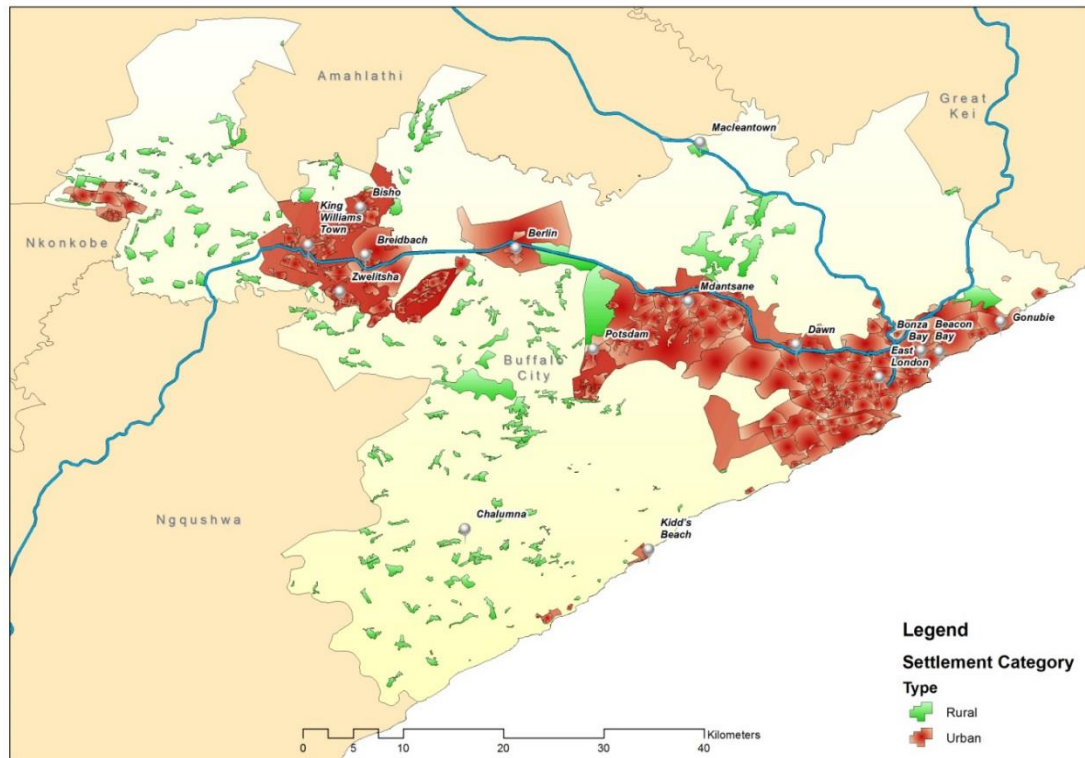 Amahlathi
Great
Kei
Macleantown
Bisho
King
Williams
Town
Nkonkobe
Breidbach
Berlin
Zwelitsha
Mdantsane
Gonubie
Bonza
Bay
Beacon
Bay
Dawn
Potsdam
East
London
Buffalo
City
Ngqushwa
Chalumna
Kidd's
Beach
Legend
Settlement Category
Type
Rural
Urban
0 5 10 20 30 40
Kilometers